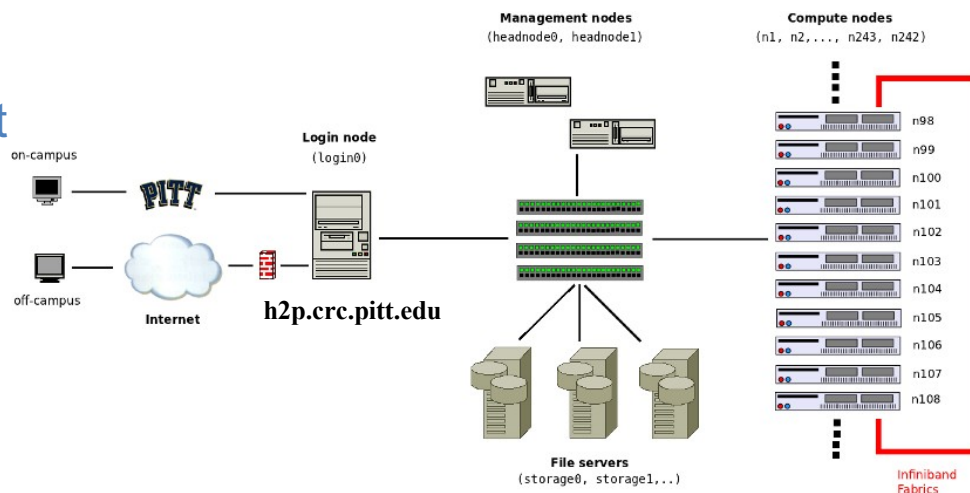 Management nodes
(headnode0, headnode1)
Compute nodes
(n1, n2,..., n243, n242)
t
on-campus
PITT
Login node
(login0)
off-campus
Internet
h2p.crc.pitt.edu
n98
n99
n100
n101
n102
n103
n104
n105
n106
n107
n108
File servers
(storage0, storage1,..)
Infiniband
Fabrics